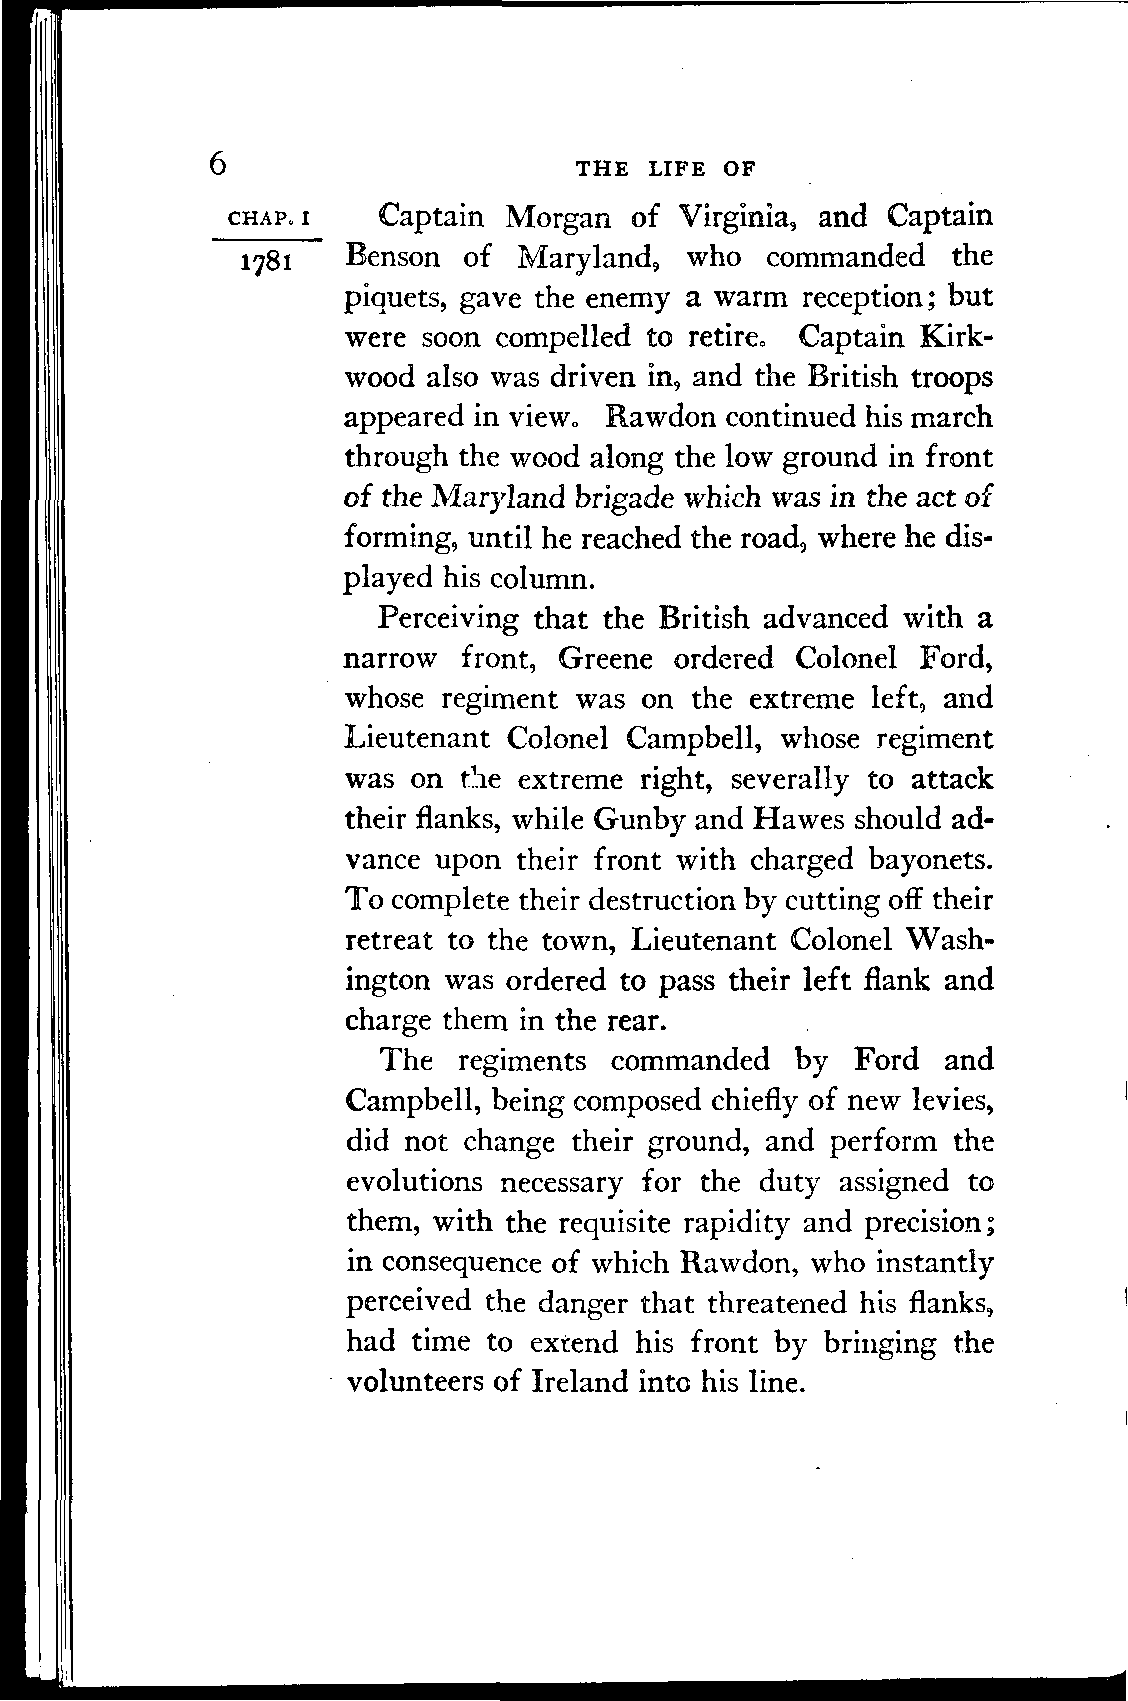 6
THE LIFE OF
CHAP. I
1781
Captain Morgan of Virginia, and Captain
Benson of Maryland, who commanded the
piquets, gave the enemy a warm reception; but
were soon compelled to retire. Captain Kirk-
wood also was driven in, and the British troops
appeared in view. Rawdon continued his march
through the wood along the low ground in front
of the Maryland brigade which was in the act of
forming, until he reached the road, where he dis-
played his column.
Perceiving that the British advanced with a
narrow front, Greene ordered Colonel Ford,
whose regiment was on the extreme left, and
Lieutenant Colonel Campbell, whose regiment
was on the extreme right, severally to attack
their flanks, while Gunby and Hawes should ad-
vance upon their front with charged bayonets.
To complete their destruction by cutting off their
retreat to the town, Lieutenant Colonel Wash-
ington was ordered to pass their left flank and
charge them in the rear.
The regiments commanded by Ford and
Campbell, being composed chiefly of new levies,
did not change their ground, and perform the
evolutions necessary for the duty assigned to
them, with the requisite rapidity and precision;
in consequence of which Rawdon, who instantly
perceived the danger that threatened his flanks,
had time to extend his front by bringing the
volunteers of Ireland into his line.